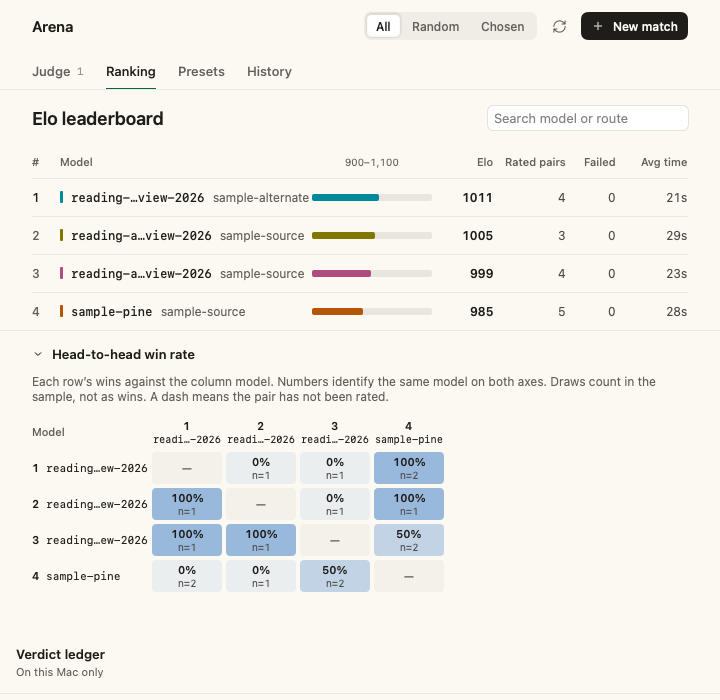 Arena
All Random Chosen + New match
Judge 1 Ranking Presets History
Elo leaderboard
Search model or route
# Model 900–1,100 Elo Rated pairs Failed Avg time
1 reading-…view-2026 sample-alternate 1011 4 0 21s
2 reading-a…view-2026 sample-source 1005 3 0 29s
3 reading-a…view-2026 sample-source 999 4 0 23s
4 sample-pine sample-source 985 5 0 28s
Head-to-head win rate
Each row's wins against the column model. Numbers identify the same model on both axes. Draws count in the
sample, not as wins. A dash means the pair has not been rated.
Model
1 2 3 4
readi…-2026 readi…-2026 readi…-2026 sample-pine
1 reading…ew-2026 — 0% 0% 100%
n=1 n=1 n=2
2 reading…ew-2026 100% — 0% 100%
n=1 n=1 n=1
3 reading…ew-2026 100% 100% — 50%
n=1 n=1 n=2
4 sample-pine 0% 0% 50% —
n=2 n=1 n=2
Verdict ledger
On this Mac only